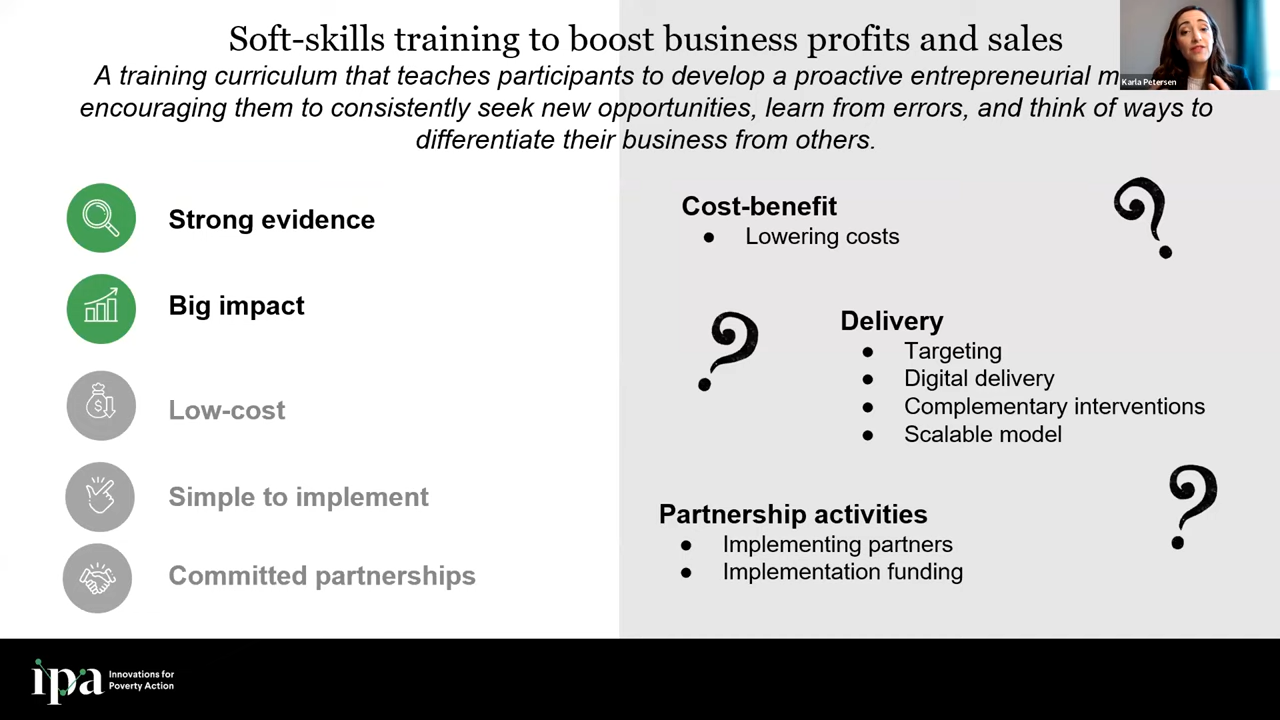 Soft-skills training to boost business profits and sales
Karla Petersen
A training curriculum that teaches participants to develop a proactive entrepreneurial
encouraging them to consistently seek new opportunities, learn from errors, and think of ways to
differentiate their business from others.
Strong evidence
Big impact
Low-cost
Simple to implement
Committed partnerships
Cost-benefit
● Lowering costs
?
?
Delivery
● Targeting
● Digital delivery
● Complementary interventions
● Scalable model
Partnership activities
● Implementing partners
● Implementation funding
?
ipa Innovations for
Poverty Action